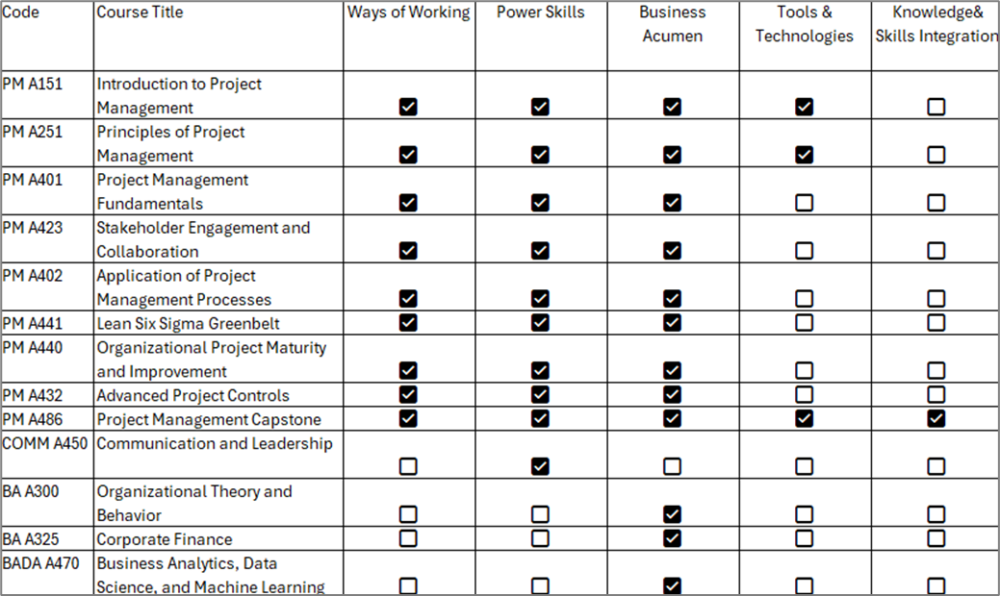 Code Course Title Ways of Working Power Skills Business Acumen Tools & Technologies Knowledge& Skills Integration
PM A151 Introduction to Project
Management
PM A251 Principles of Project
Management
PM A401 Project Management
Fundamentals
PM A423 Stakeholder Engagement and
Collaboration
PM A402 Application of Project
Management Processes
PM A441 Lean Six Sigma Greenbelt
PM A440 Organizational Project Maturity
and Improvement
PM A432 Advanced Project Controls
PM A486 Project Management Capstone
COMM A450 Communication and Leadership
BA A300 Organizational Theory and
Behavior
BA A325 Corporate Finance
BADA A470 Business Analytics, Data
Science, and Machine Learning